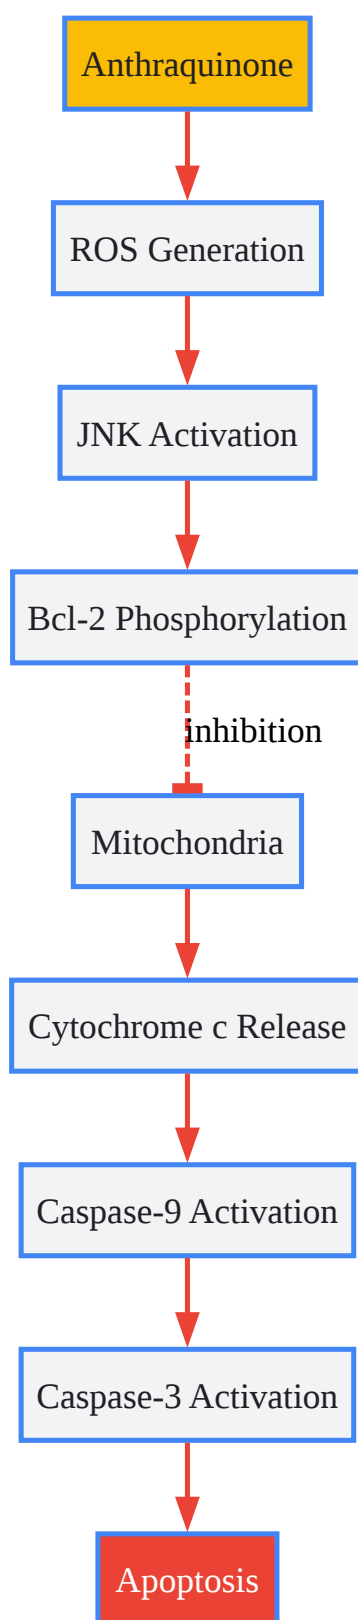 Anthraquinone
ROS Generation
JNK Activation
Bcl-2 Phosphorylation
inhibition
Mitochondria
Cytochrome c Release
Caspase-9 Activation
Caspase-3 Activation
Apoptosis